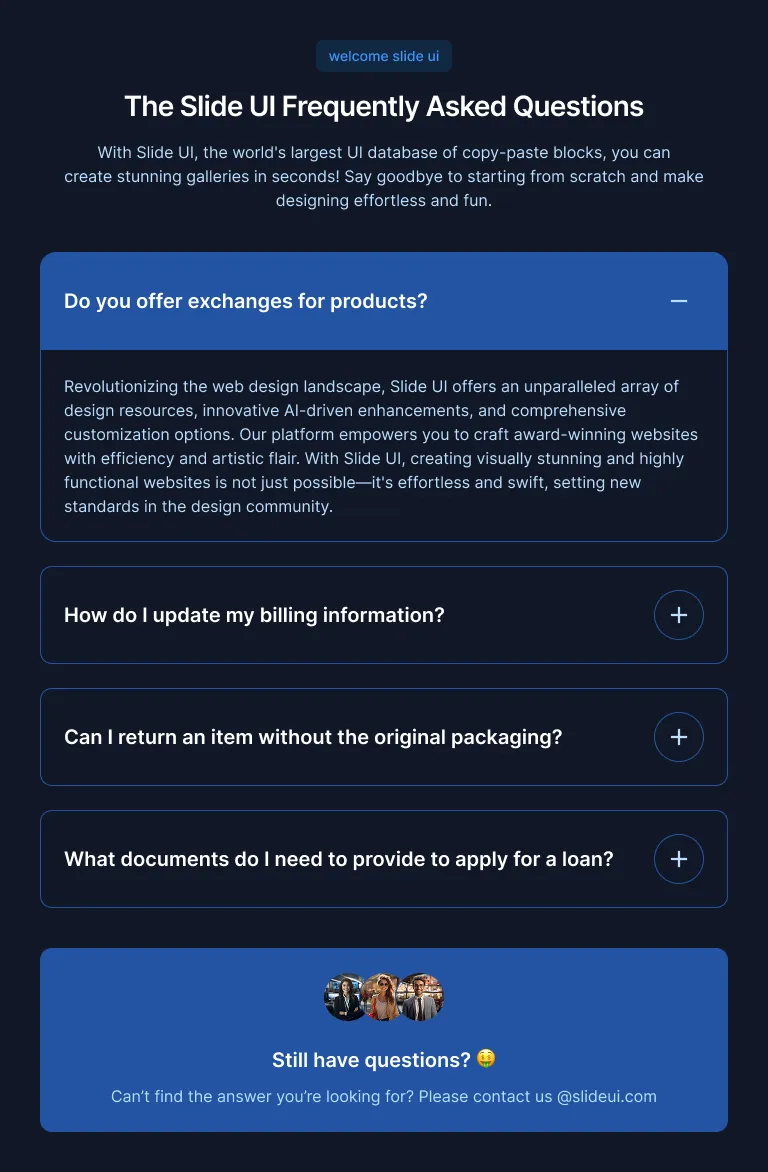 welcome slide ui
The Slide UI Frequently Asked Questions
With Slide UI, the world's largest UI database of copy-paste blocks, you can
create stunning galleries in seconds! Say goodbye to starting from scratch and make
designing effortless and fun.
Do you offer exchanges for products?
Revolutionizing the web design landscape, Slide UI offers an unparalleled array of
design resources, innovative AI-driven enhancements, and comprehensive
customization options. Our platform empowers you to craft award-winning websites
with efficiency and artistic flair. With Slide UI, creating visually stunning and highly
functional websites is not just possible—it's effortless and swift, setting new
standards in the design community.
How do I update my billing information?
Can I return an item without the original packaging?
What documents do I need to provide to apply for a loan?
Still have questions? 🤑
Can’t find the answer you’re looking for? Please contact us @slideui.com